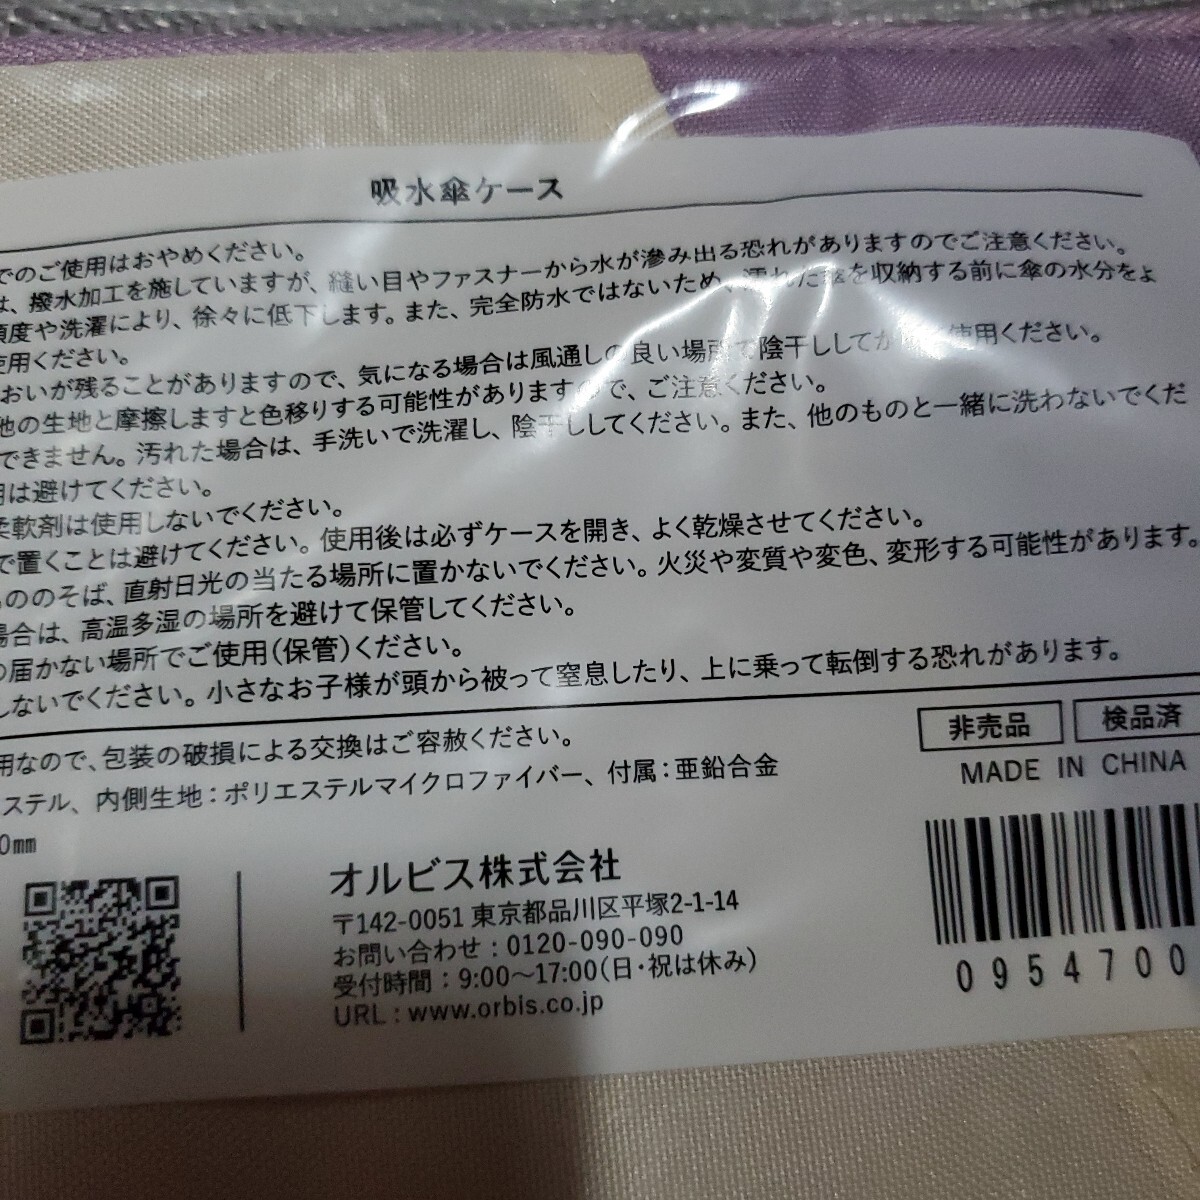 吸水傘ケース
でのご使用はおやめください。
は、撥水加工を施していますが、縫い目やファスナーから水が滲み出る恐れがありますのでご注意ください。
頻度や洗濯により、徐々に低下します。また、完全防水ではないため、濡れた傘を収納する前に傘の水分をよ
使用ください。
おいが残ることがありますので、気になる場合は風通しの良い場所で陰干ししてか 使用ください。
他の生地と摩擦しますと色移りする可能性がありますので、ご注意ください。
できません。汚れた場合は、手洗いで洗濯し、陰干ししてください。また、他のものと一緒に洗わないでくだ
用は避けてください。
柔軟剤は使用しないでください。
で置くことは避けてください。使用後は必ずケースを開き、よく乾燥させてください。
もののそば、直射日光の当たる場所に置かないでください。火災や変質や変色、変形する可能性があります。
場合は、高温多湿の場所を避けて保管してください。
の届かない場所でご使用(保管)ください。
しないでください。小さなお子様が頭から被って窒息したり、上に乗って転倒する恐れがあります。
用なので、包装の破損による交換はご容赦ください。
ステル、内側生地:ポリエステルマイクロファイバー、付属:亜鉛合金
0mm
非売品 検品済
MADE IN CHINA
オルビス株式会社
〒142-0051 東京都品川区平塚2-1-14
お問い合わせ:0120-090-090
受付時間:9:00〜17:00(日・祝は休み)
URL:www.orbis.co.jp
0954700